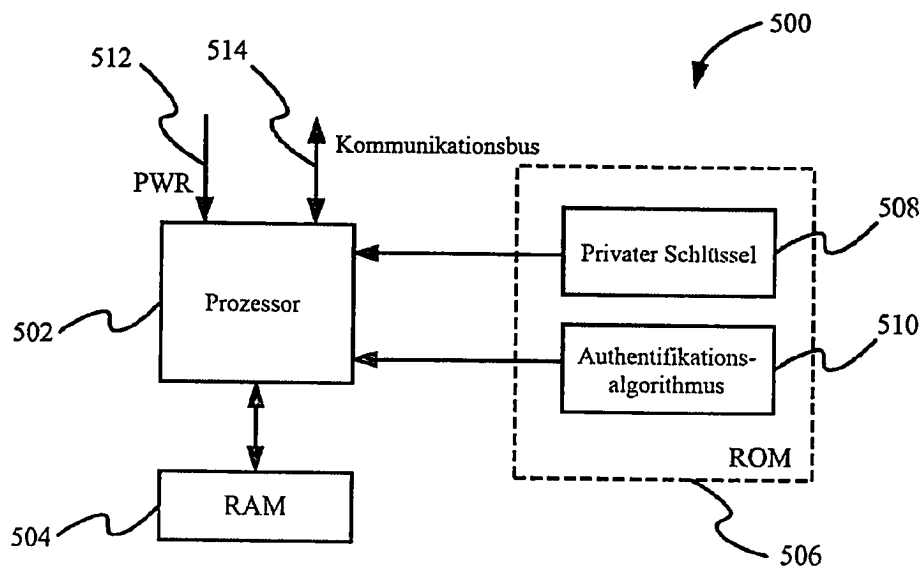 500
512
514
Kommunikationsbus
PWR
508
Privater Schlüssel
Prozessor
502
510
Authentifikations-
algorithmus
ROM
RAM
504
506